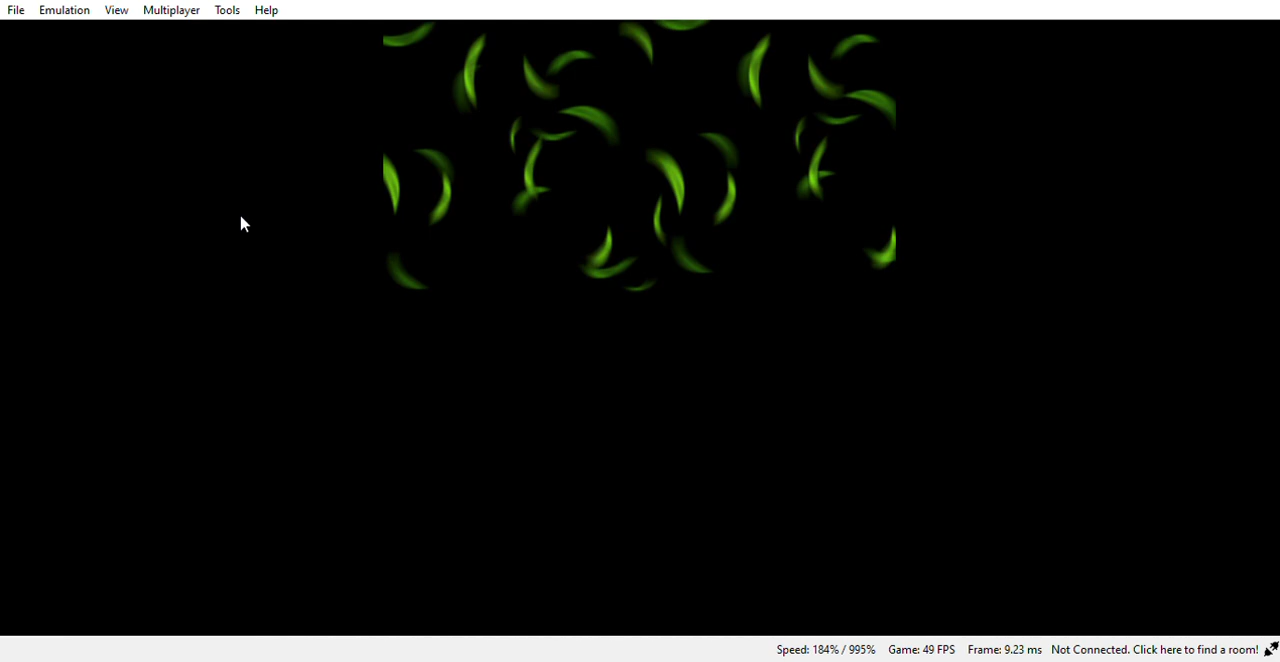 File Emulation View Multiplayer Tools Help
Speed: 184% / 995% Game: 49 FPS Frame: 9.23 ms Not Connected. Click here to find a room!